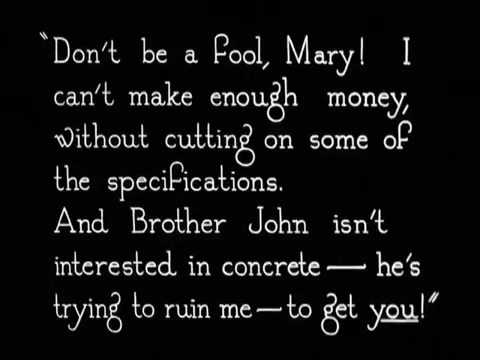 "Don't be a fool, Mary! I
can't make enough money,
without cutting on some of
the specifications.
And Brother John isn't
interested in concrete — he's
trying to ruin me — to get you!"